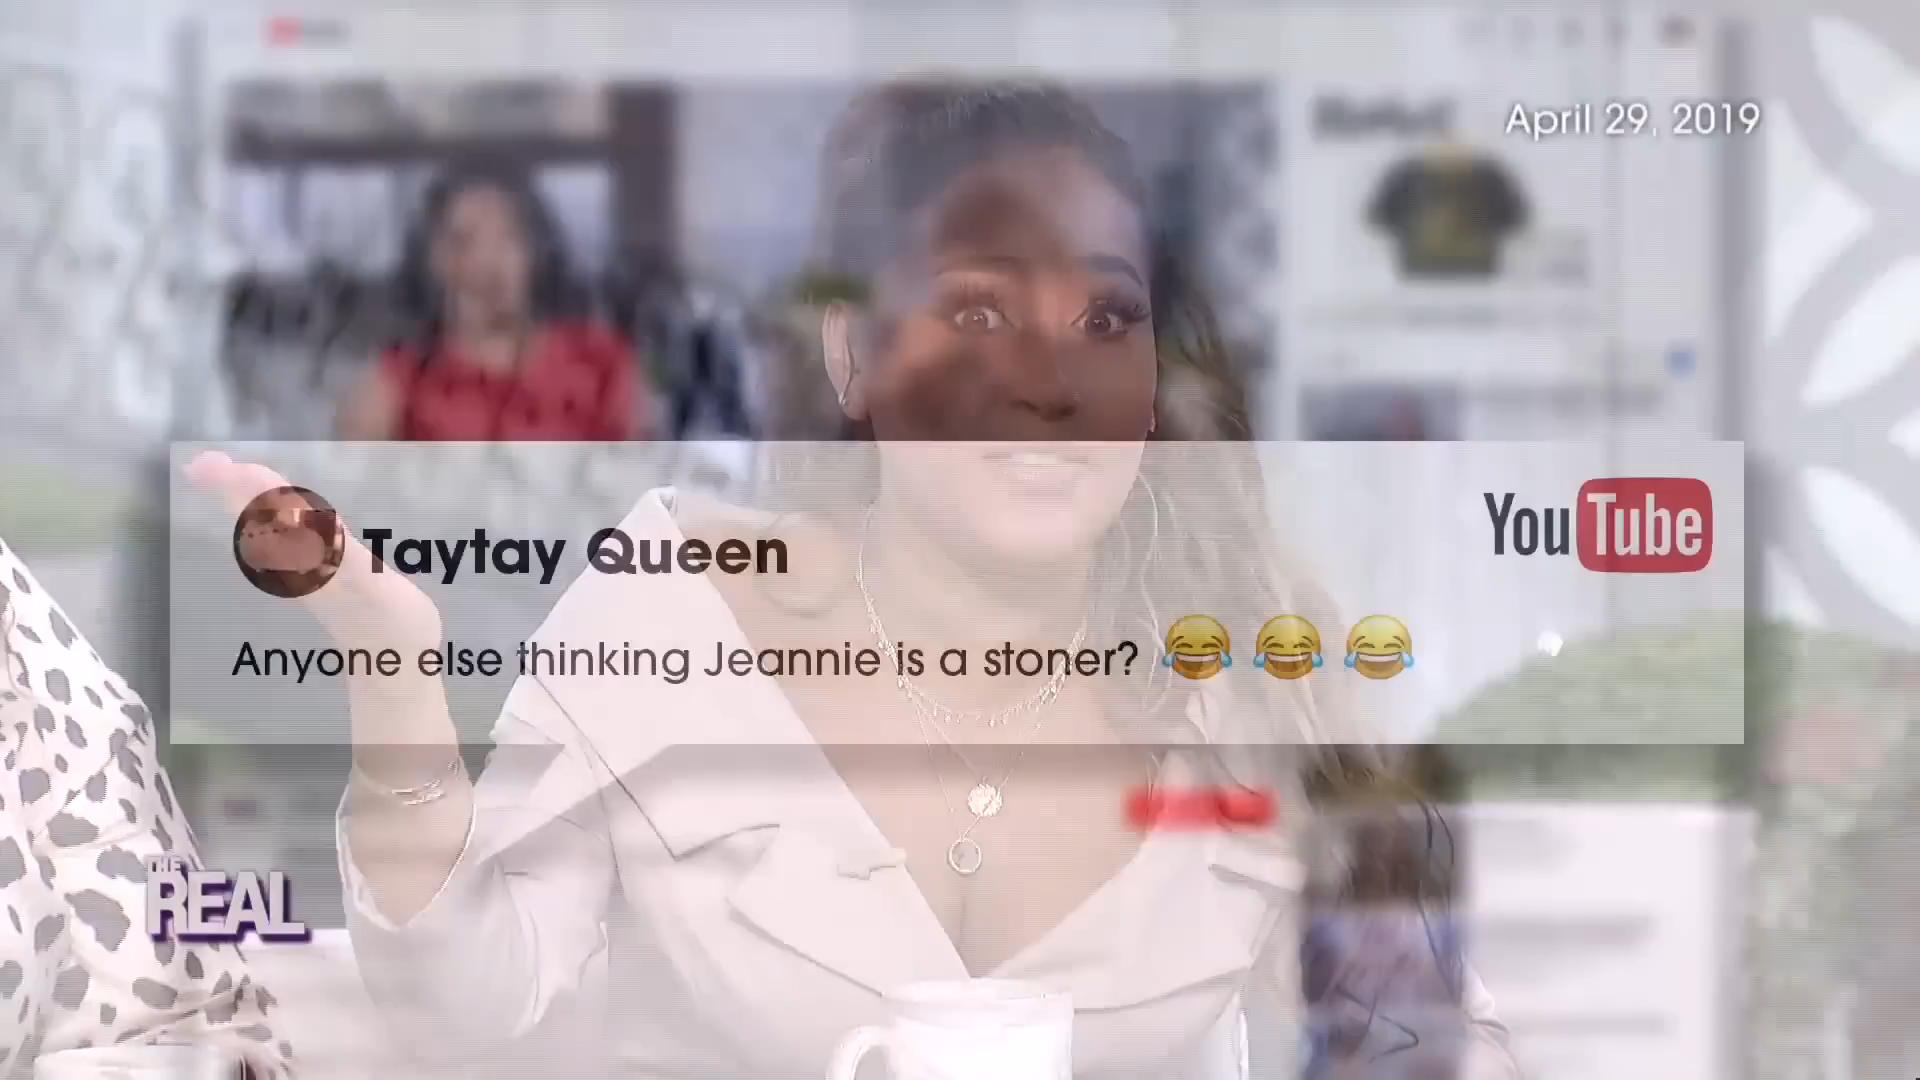 April 29, 2019
YouTube
Taytay Queen
Anyone else thinking Jeannie is a stoner? 😂 😂 😂
THE
REAL